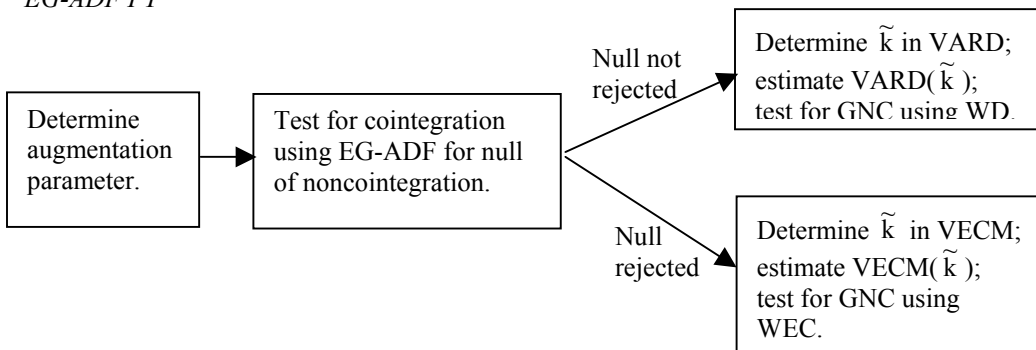 EG-ADF PT
Determine
augmentation
parameter.
Test for cointegration
using EG-ADF for null
of noncointegration.
Null not
rejected
Determine k̃ in VARD;
estimate VARD( k̃ );
test for GNC using WD.
Null
rejected
Determine k̃ in VECM;
estimate VECM( k̃ );
test for GNC using
WEC.